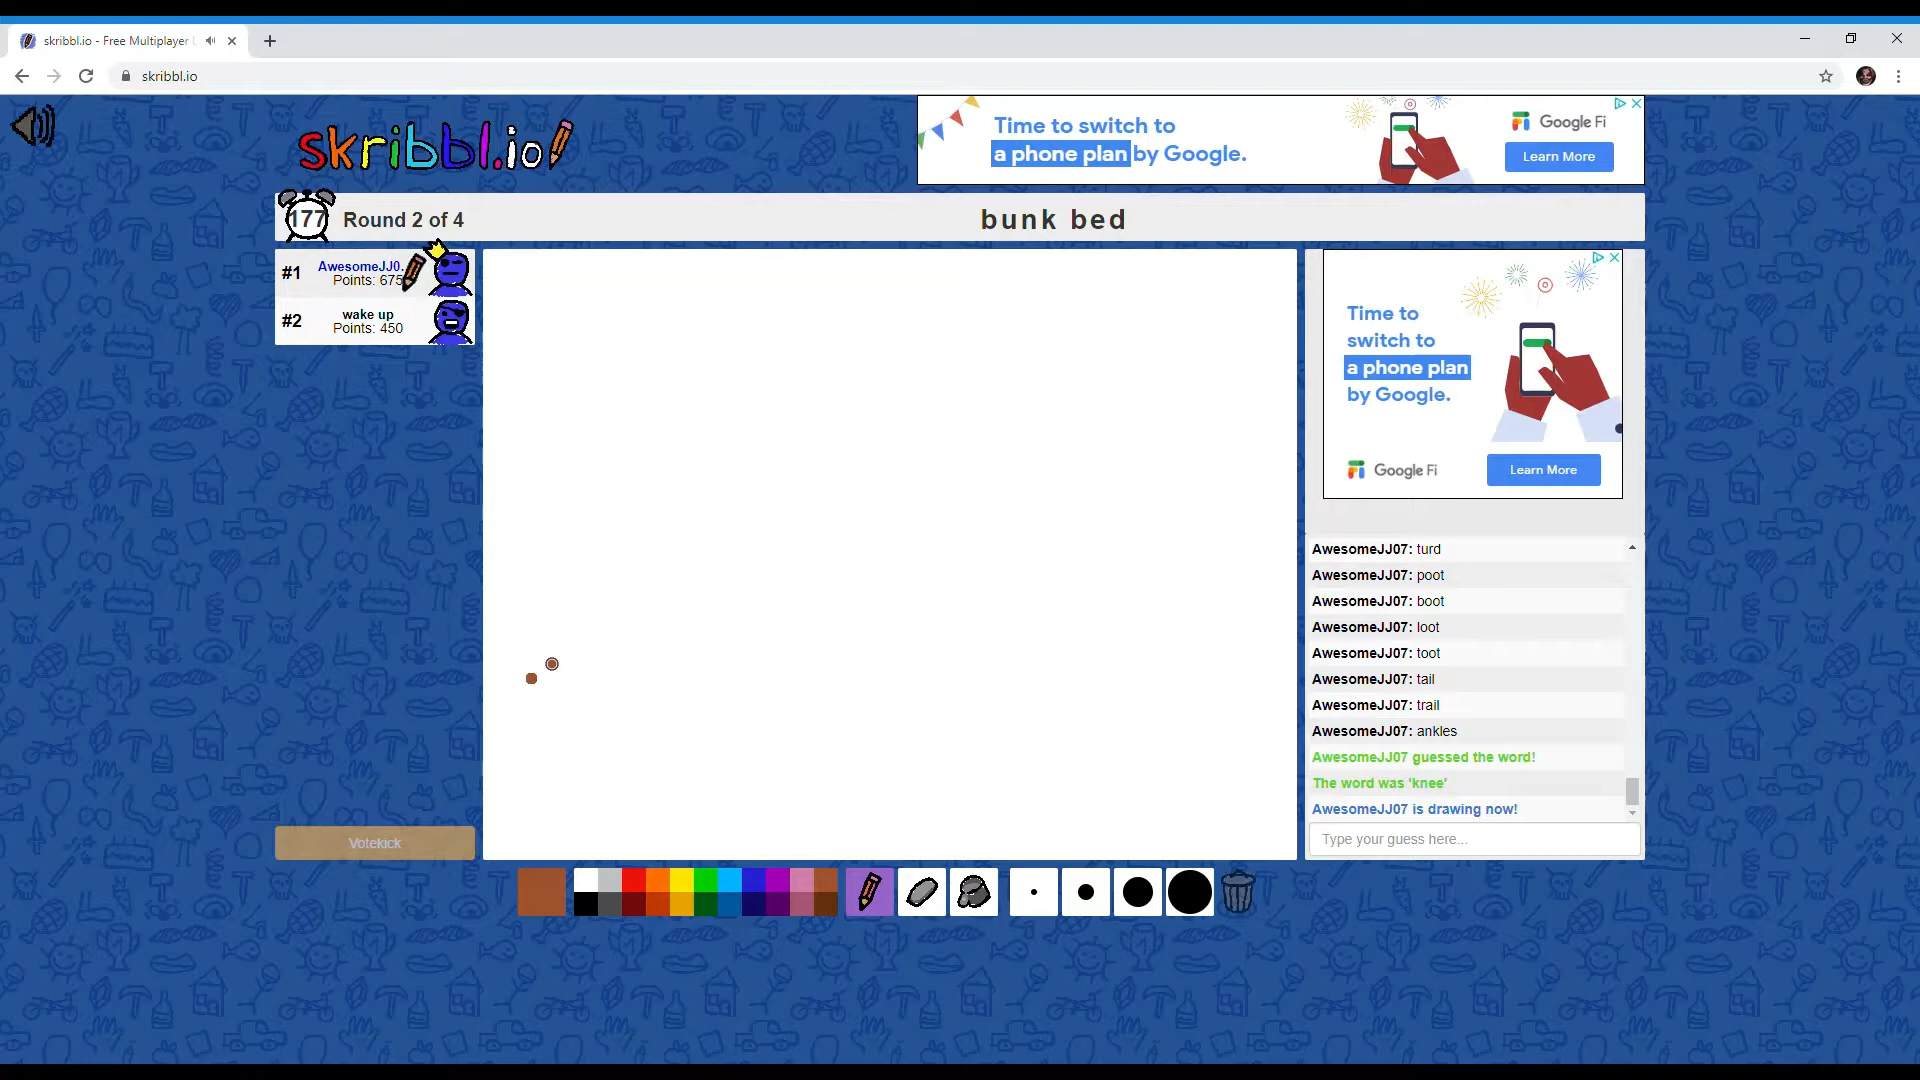 skribbl.io - Free Multiplayer
skribbl.io
skribbl.io
Time to switch to
a phone plan by Google.
Google Fi
Learn More
177
Round 2 of 4
bunk bed
#1
AwesomeJJ0.
Points: 675
#2
wake up
Points: 450
Time to
switch to
a phone plan
by Google.
Google Fi
Learn More
AwesomeJJ07: turd
AwesomeJJ07: poot
AwesomeJJ07: boot
AwesomeJJ07: loot
AwesomeJJ07: toot
AwesomeJJ07: tail
AwesomeJJ07: trail
AwesomeJJ07: ankles
AwesomeJJ07 guessed the word!
The word was 'knee'
AwesomeJJ07 is drawing now!
Type your guess here...
Votekick